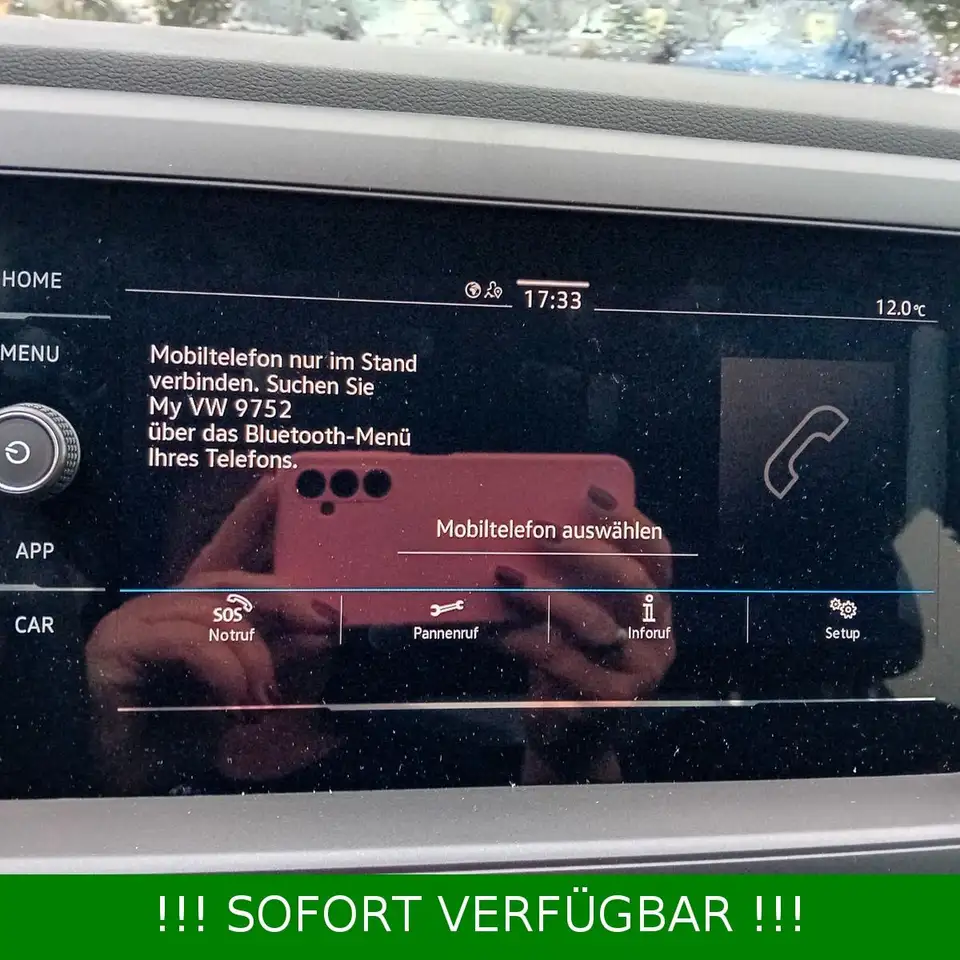 HOME
17:33
12.0°C
MENU
Mobiltelefon nur im Stand
verbinden. Suchen Sie
My VW 9752
über das Bluetooth-Menü
Ihres Telefons.
Mobiltelefon auswählen
APP
CAR
SOS
Notruf
Pannenruf
Inforuf
Setup
!!! SOFORT VERFÜGBAR !!!